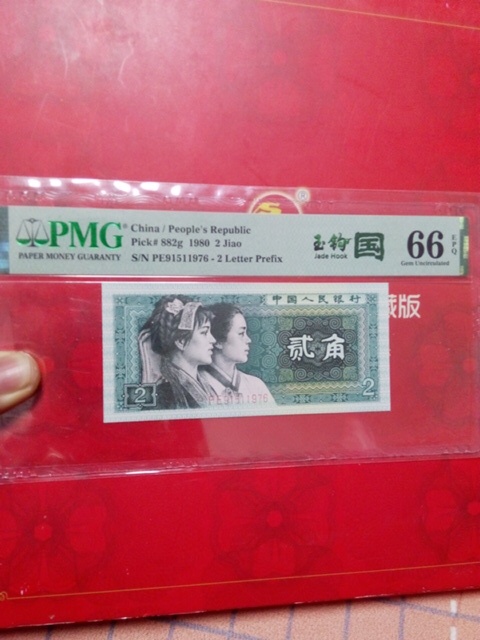 PMG
PAPER MONEY GUARANTY
China / People's Republic
Pick# 882g 1980 2 Jiao
S/N PE91511976 - 2 Letter Prefix
玉钩国
Jade Hook
66 EPQ
Gem Uncirculated
®
藏版
中国人民银行
贰角
2
PE91511976
2